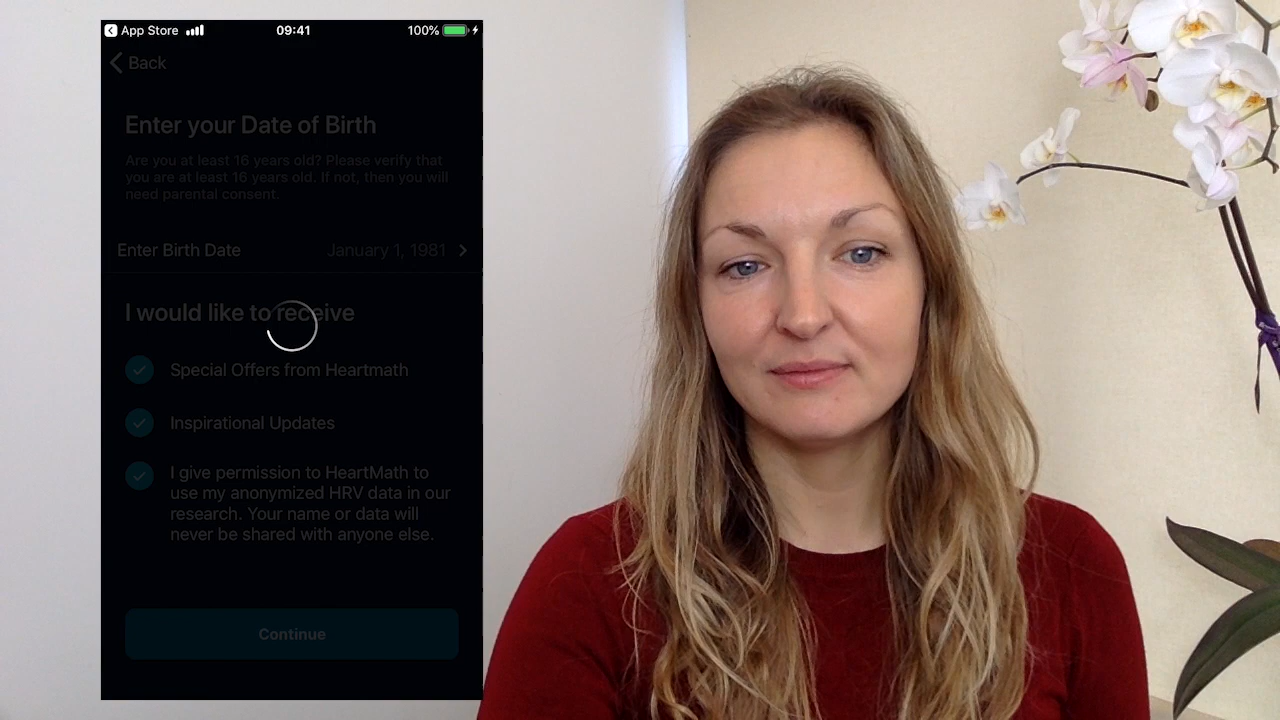 App Store 09:41 100%
Back
Enter your Date of Birth
Are you at least 16 years old? Please verify that
you are at least 16 years old. If not, then you will
need parental consent.
Enter Birth Date January 1, 1981
I would like to receive
Special Offers from Heartmath
Inspirational Updates
I give permission to HeartMath to
use my anonymized HRV data in our
research. Your name or data will
never be shared with anyone else.
Continue